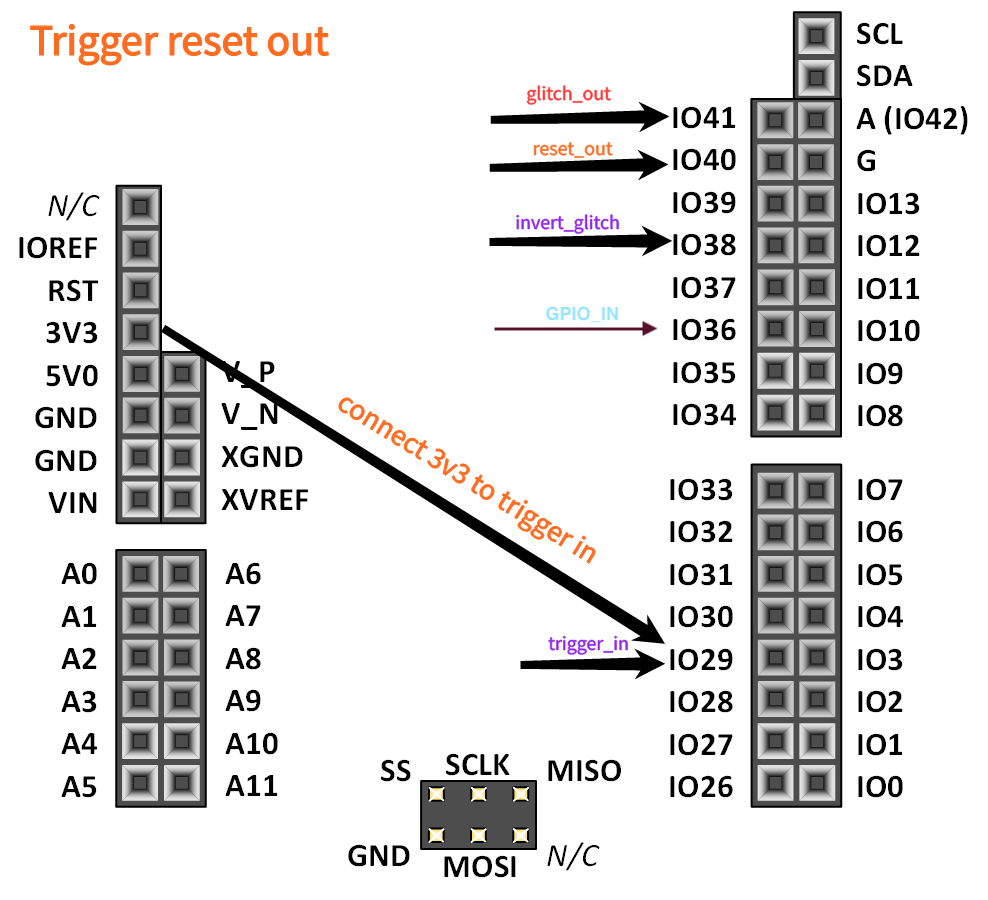 Trigger reset out
SCL
SDA
glitch_out
IO41
A (IO42)
reset_out
IO40
G
IO39
IO13
invert_glitch
IO38
IO12
IO37
IO11
GPIO_IN
IO36
IO10
IO35
IO9
IO34
IO8
N/C
IOREF
RST
3V3
5V0
V_P
GND
V_N
GND
XGND
VIN
XVREF
connect 3v3 to trigger in
IO33
IO7
IO32
IO6
IO31
IO5
IO30
IO4
trigger_in
IO29
IO3
IO28
IO2
IO27
IO1
IO26
IO0
A0
A6
A1
A7
A2
A8
A3
A9
A4
A10
A5
A11
SS
SCLK
MISO
GND
MOSI
N/C